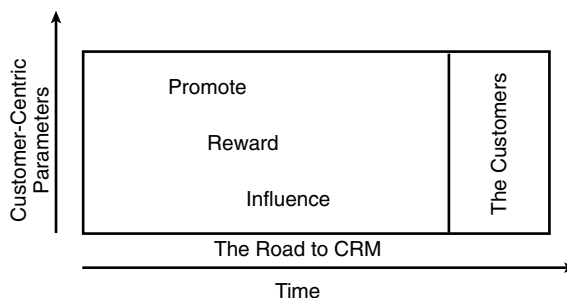 Customer-Centric
Parameters
Promote
Reward
Influence
The Customers
The Road to CRM
Time